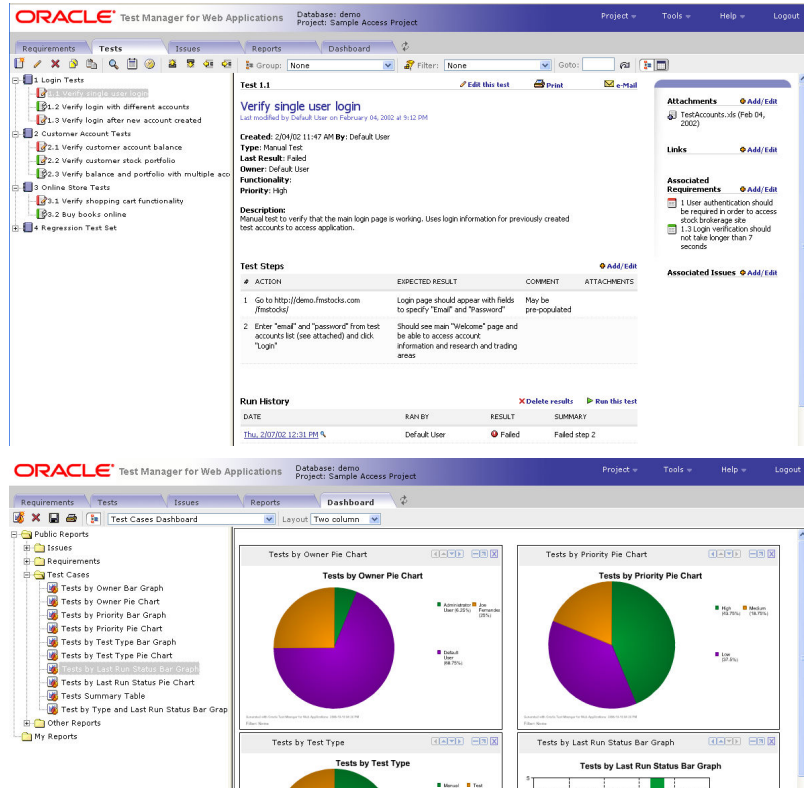 ORACLE Test Manager for Web Applications Database: demo Project Tools Help Logout
Project: Sample Access Project
Requirements Tests Issues Reports Dashboard
Group: None Filter: None Goto:
1 Login Tests
1.1 Verify single user login
1.2 Verify login with different accounts
1.3 Verify login after new account created
2 Customer Account Tests
2.1 Verify customer account balance
2.2 Verify customer stock portfolio
2.3 Verify balance and portfolio with multiple acco
3 Online Store Tests
3.1 Verify shopping cart functionality
3.2 Buy books online
4 Regression Test Set
Test 1.1 Edit this test Print e-Mail
Verify single user login
Last modified by Default User on February 04, 2002 at 9:12 PM
Created: 2/04/02 11:47 AM By: Default User
Type: Manual Test
Last Result: Failed
Owner: Default User
Functionality:
Priority: High
Description:
Manual test to verify that the main login page is working. Uses login information for previously created
test accounts to access application.
Test Steps Add/Edit
# ACTION EXPECTED RESULT COMMENT ATTACHMENTS
1 Go to http://demo.fmstocks.com Login page should appear with fields May be
/fmstocks/ to specify "Email" and "Password" pre-populated
2 Enter "email" and "password" from test Should see main "Welcome" page and
accounts list (see attached) and click be able to access account
"Login" information and research and trading
areas
Run History Delete results Run this test
DATE RAN BY RESULT SUMMARY
Thu, 2/07/02 12:31 PM Default User Failed Failed step 2
Attachments Add/Edit
TestAccounts.xls (Feb 04,
2002)
Links Add/Edit
Associated
Requirements Add/Edit
1 User authentication should
be required in order to access
stock brokerage site
1.3 Login verification should
not take longer than 7
seconds
Associated Issues Add/Edit
ORACLE Test Manager for Web Applications Database: demo Project Tools Help Logout
Project: Sample Access Project
Requirements Tests Issues Reports Dashboard
Test Cases Dashboard Layout Two column
Public Reports
Issues
Requirements
Test Cases
Tests by Owner Bar Graph
Tests by Owner Pie Chart
Tests by Priority Bar Graph
Tests by Priority Pie Chart
Tests by Test Type Bar Graph
Tests by Test Type Pie Chart
Tests by Last Run Status Bar Graph
Tests by Last Run Status Pie Chart
Tests Summary Table
Test by Type and Last Run Status Bar Grap
Other Reports
My Reports
Tests by Owner Pie Chart
Tests by Owner Pie Chart
Administrator Joe
User (6.25%) Fernandes
(25%)
Default
User
(68.75%)
Tests by Priority Pie Chart
Tests by Priority Pie Chart
High Medium
(43.75%) (18.75%)
Low
(37.5%)
Tests by Test Type
Tests by Test Type
Manual Test
Tests by Last Run Status Bar Graph
Tests by Last Run Status Bar Graph
5